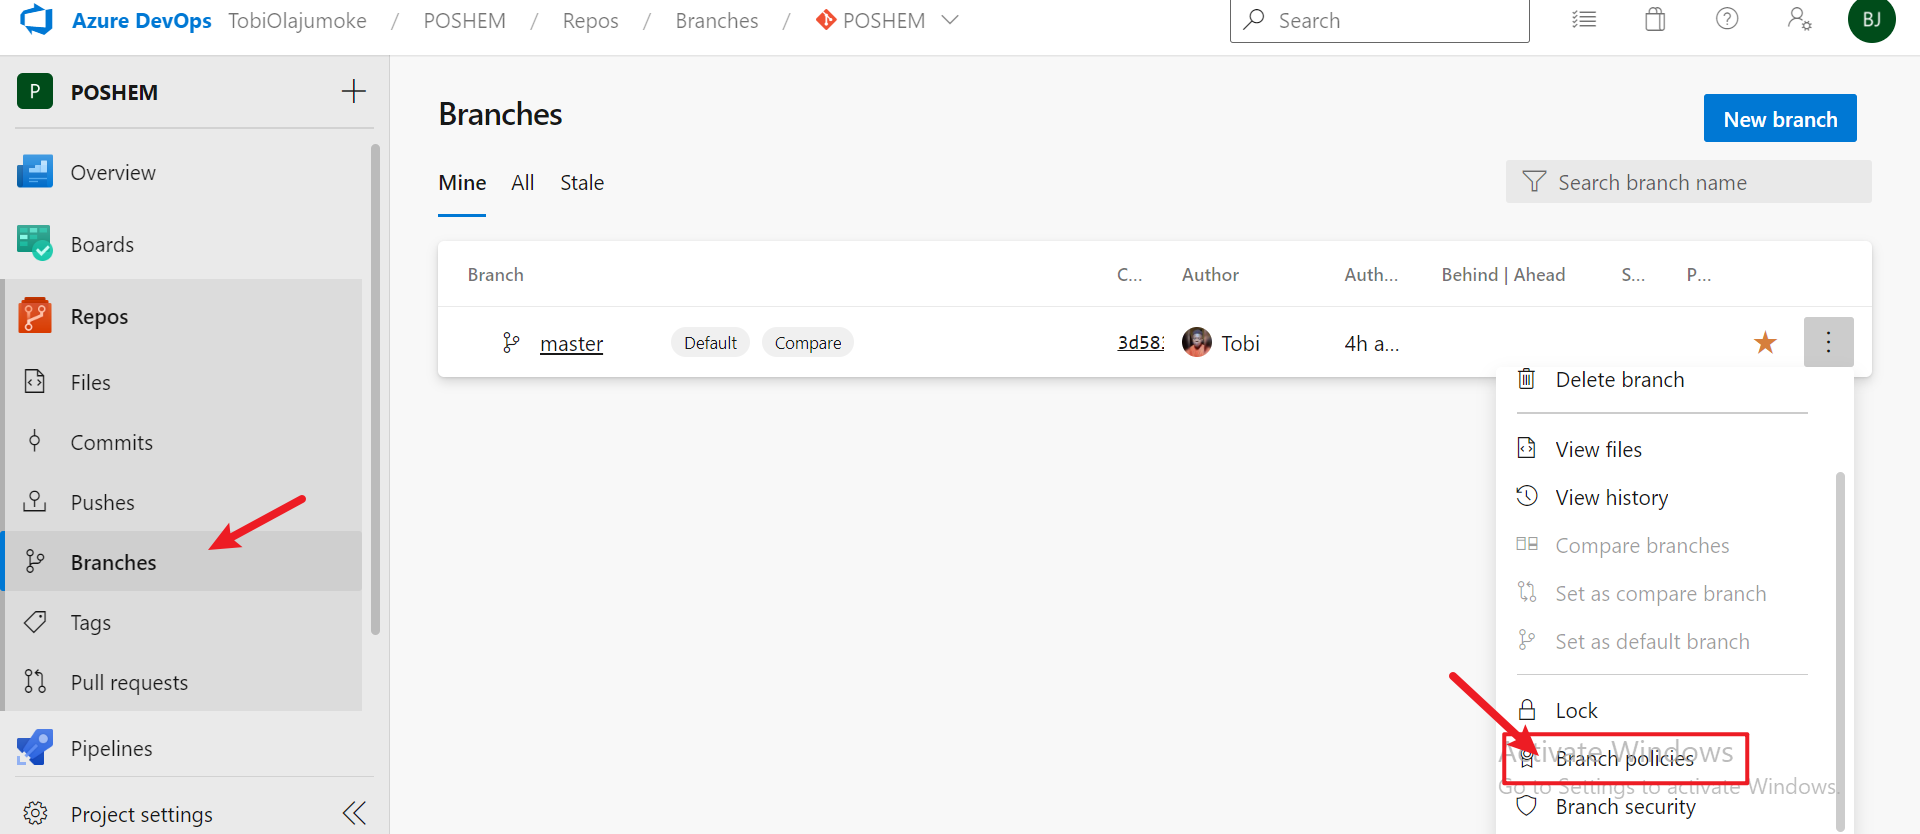 Azure DevOps TobiOlajumoke / POSHEM / Repos / Branches / POSHEM
Search
BJ
P POSHEM
Overview
Boards
Repos
Files
Commits
Pushes
Branches
Tags
Pull requests
Pipelines
Project settings
Branches
New branch
Mine All Stale
Search branch name
Branch C... Author Auth... Behind | Ahead S... P...
master Default Compare 3d58 Tobi 4h a...
Delete branch
View files
View history
Compare branches
Set as compare branch
Set as default branch
Lock
Activate Windows
Branch policies
Go to Settings to activate Windows.
Branch security